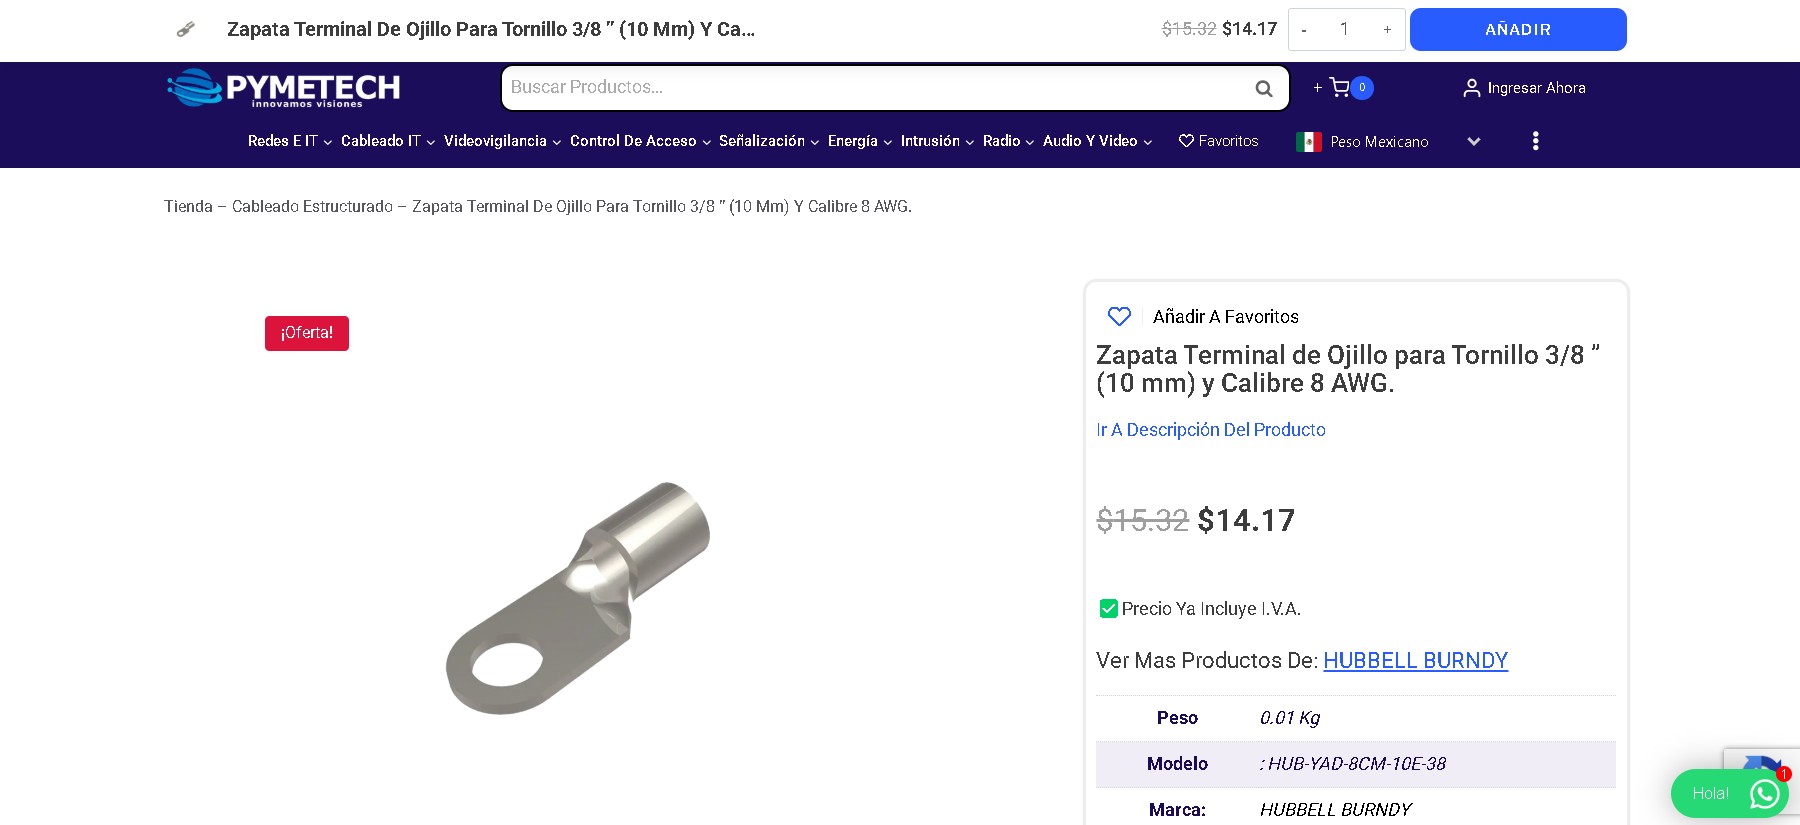 Zapata Terminal De Ojillo Para Tornillo 3/8 ” (10 Mm) Y Ca...
$15.32 $14.17
- 1 +
AÑADIR
PYMETECH
innovamos visiones
Buscar Productos...
+ 0
Ingresar Ahora
Redes E IT Cableado IT Videovigilancia Control De Acceso Señalización Energía Intrusión Radio Audio Y Video Favoritos Peso Mexicano
Tienda – Cableado Estructurado – Zapata Terminal De Ojillo Para Tornillo 3/8 ” (10 Mm) Y Calibre 8 AWG.
¡Oferta!
Añadir A Favoritos
Zapata Terminal de Ojillo para Tornillo 3/8 ”
(10 mm) y Calibre 8 AWG.
Ir A Descripción Del Producto
$15.32 $14.17
Precio Ya Incluye I.V.A.
Ver Mas Productos De: HUBBELL BURNDY
Peso 0.01 Kg
Modelo : HUB-YAD-8CM-10E-38
Marca: HUBBELL BURNDY
Hola!
1